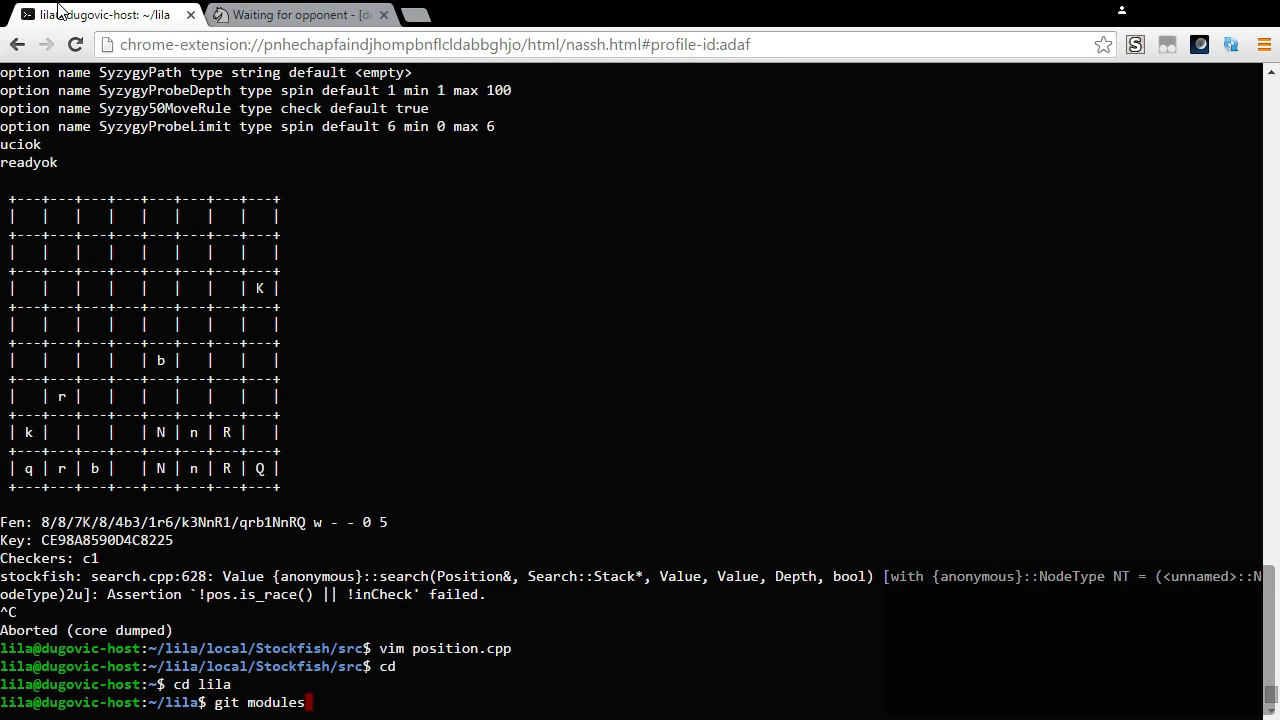 lila@dugovic-host: ~/lila
Waiting for opponent - [d
chrome-extension://pnhechapfaindjhompbnflcldabbghjo/html/nassh.html#profile-id:adaf
option name SyzygyPath type string default <empty>
option name SyzygyProbeDepth type spin default 1 min 1 max 100
option name Syzygy50MoveRule type check default true
option name SyzygyProbeLimit type spin default 6 min 0 max 6
uciok
readyok
+---+---+---+---+---+---+---+---+
|   |   |   |   |   |   |   |   |
+---+---+---+---+---+---+---+---+
|   |   |   |   |   |   |   |   |
+---+---+---+---+---+---+---+---+
|   |   |   |   |   |   |   | K |
+---+---+---+---+---+---+---+---+
|   |   |   |   |   |   |   |   |
+---+---+---+---+---+---+---+---+
|   |   |   |   | b |   |   |   |
+---+---+---+---+---+---+---+---+
|   | r |   |   |   |   |   |   |
+---+---+---+---+---+---+---+---+
| k |   |   |   | N | n | R |   |
+---+---+---+---+---+---+---+---+
| q | r | b |   | N | n | R | Q |
+---+---+---+---+---+---+---+---+
Fen: 8/8/7K/8/4b3/1r6/k3NnR1/qrb1NnRQ w - - 0 5
Key: CE98A8590D4C8225
Checkers: c1
stockfish: search.cpp:628: Value {anonymous}::search(Position&, Search::Stack*, Value, Value, Depth, bool) [with {anonymous}::NodeType NT = (<unnamed>::N
odeType)2u]: Assertion `!pos.is_race() || !inCheck' failed.
^C
Aborted (core dumped)
lila@dugovic-host:~/lila/local/Stockfish/src$ vim position.cpp
lila@dugovic-host:~/lila/local/Stockfish/src$ cd
lila@dugovic-host:~$ cd lila
lila@dugovic-host:~/lila$ git modules